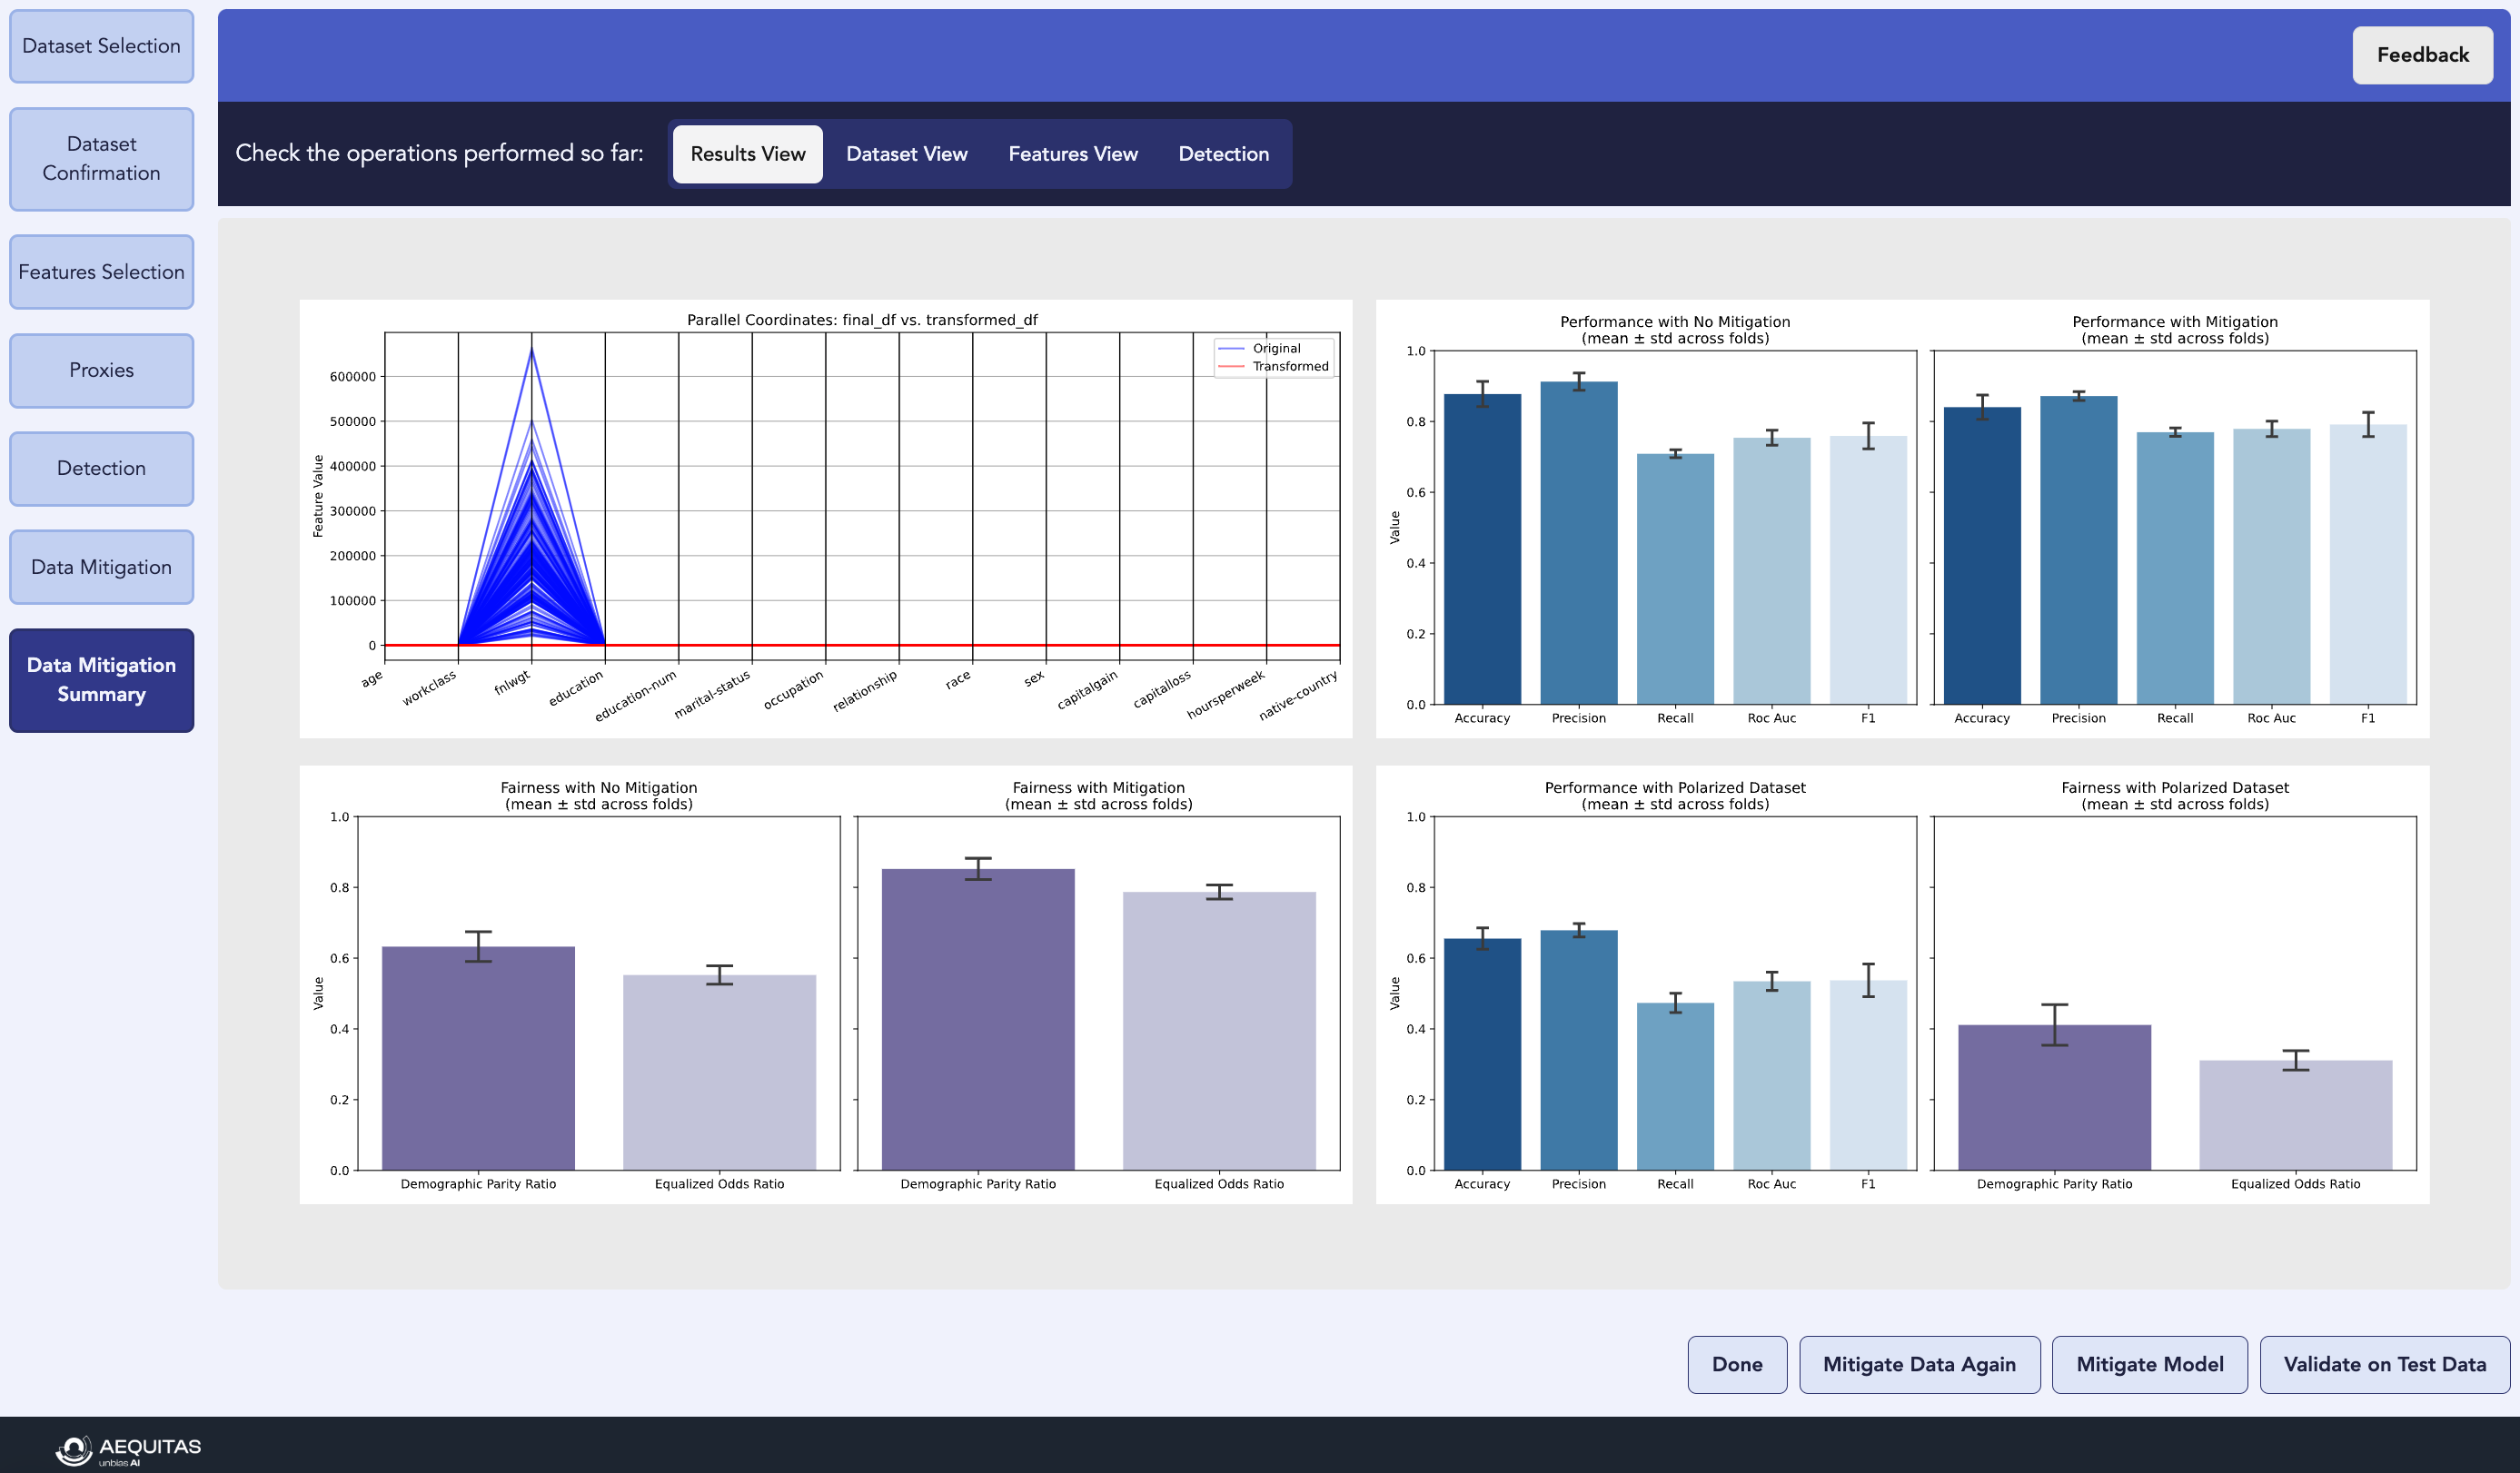 Dataset Selection
Dataset
Confirmation
Features Selection
Proxies
Detection
Data Mitigation
Data Mitigation
Summary
Feedback
Check the operations performed so far:
Results View
Dataset View
Features View
Detection
Parallel Coordinates: final_df vs. transformed_df
Original
Transformed
Feature Value
600000
500000
400000
300000
200000
100000
0
age
workclass
fnlwgt
education
education-num
marital-status
occupation
relationship
race
sex
capitalgain
capitalloss
hoursperweek
native-country
Performance with No Mitigation
(mean ± std across folds)
Value
1.0
0.8
0.6
0.4
0.2
0.0
Accuracy
Precision
Recall
Roc Auc
F1
Performance with Mitigation
(mean ± std across folds)
Accuracy
Precision
Recall
Roc Auc
F1
Fairness with No Mitigation
(mean ± std across folds)
Value
1.0
0.8
0.6
0.4
0.2
0.0
Demographic Parity Ratio
Equalized Odds Ratio
Fairness with Mitigation
(mean ± std across folds)
Demographic Parity Ratio
Equalized Odds Ratio
Performance with Polarized Dataset
(mean ± std across folds)
Value
1.0
0.8
0.6
0.4
0.2
0.0
Accuracy
Precision
Recall
Roc Auc
F1
Fairness with Polarized Dataset
(mean ± std across folds)
Demographic Parity Ratio
Equalized Odds Ratio
Done
Mitigate Data Again
Mitigate Model
Validate on Test Data
AEQUITAS
unbias AI